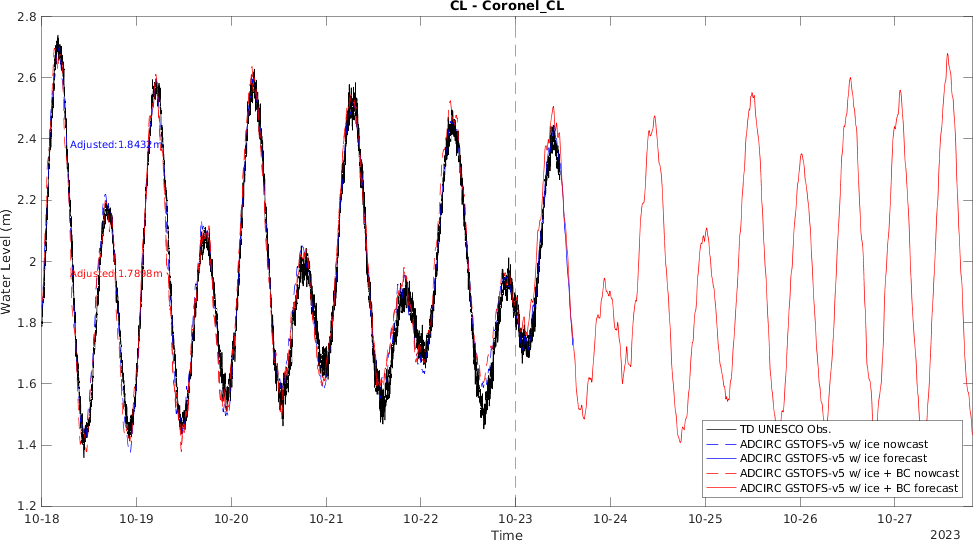 CL - Coronel_CL
2.8
2.6
2.4
2.2
2
1.8
1.6
1.4
1.2
Water Level (m)
Adjusted:1.8432m
Adjusted:1.7898m
TD UNESCO Obs.
ADCIRC GSTOFS-v5 w/ ice nowcast
ADCIRC GSTOFS-v5 w/ ice forecast
ADCIRC GSTOFS-v5 w/ ice + BC nowcast
ADCIRC GSTOFS-v5 w/ ice + BC forecast
10-18 10-19 10-20 10-21 10-22 10-23 10-24 10-25 10-26 10-27
Time
2023